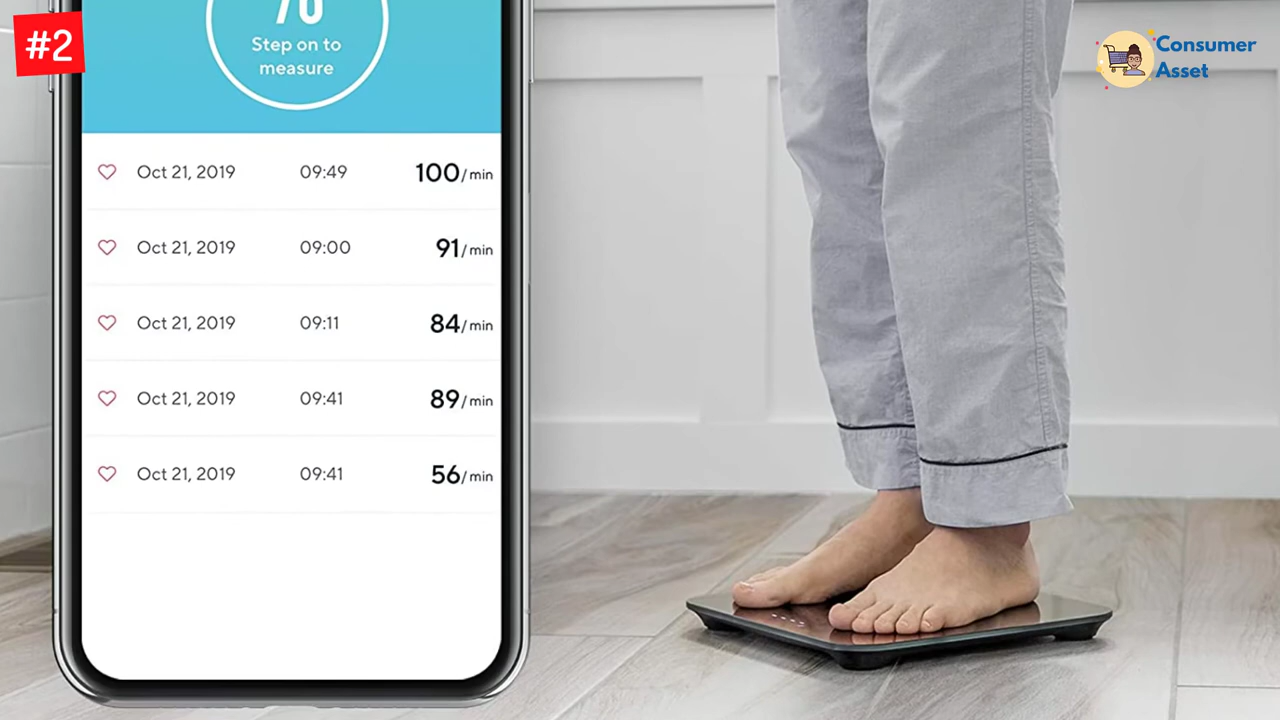 #2
Step on to
measure
Oct 21, 2019 09:49 100/min
Oct 21, 2019 09:00 91/min
Oct 21, 2019 09:11 84/min
Oct 21, 2019 09:41 89/min
Oct 21, 2019 09:41 56/min
Consumer
Asset